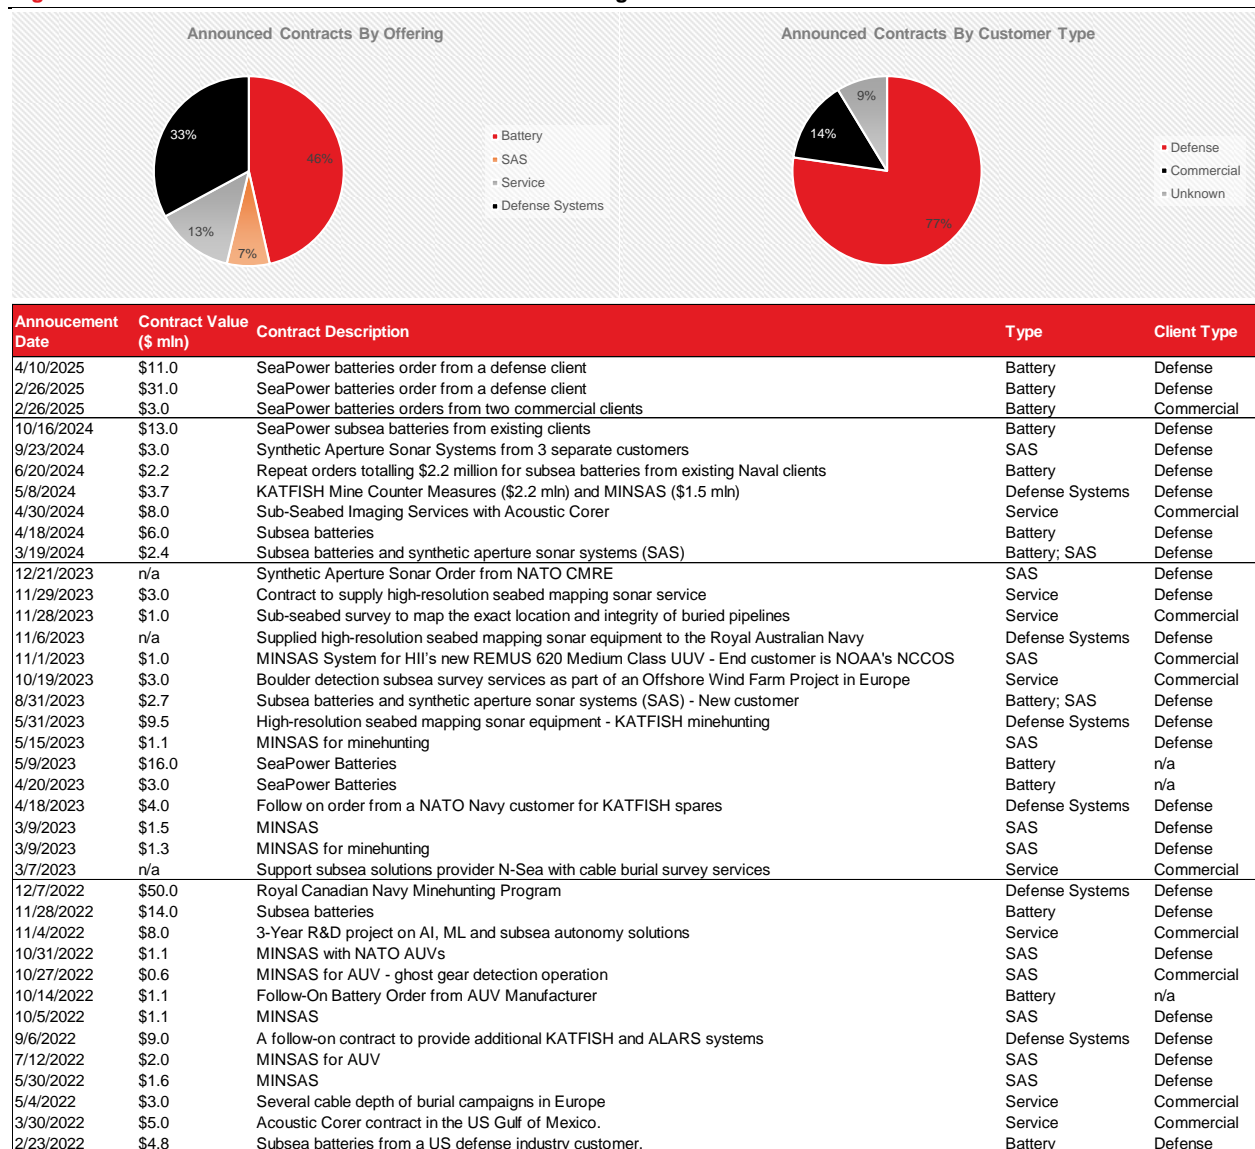 Announced Contracts By Offering
33%
46%
13%
7%
Battery
SAS
Service
Defense Systems
Announced Contracts By Customer Type
9%
14%
77%
Defense
Commercial
Unknown
Annoucement Date Contract Value ($ mln) Contract Description Type Client Type
4/10/2025 $11.0 SeaPower batteries order from a defense client Battery Defense
2/26/2025 $31.0 SeaPower batteries order from a defense client Battery Defense
2/26/2025 $3.0 SeaPower batteries orders from two commercial clients Battery Commercial
10/16/2024 $13.0 SeaPower subsea batteries from existing clients Battery Defense
9/23/2024 $3.0 Synthetic Aperture Sonar Systems from 3 separate customers SAS Defense
6/20/2024 $2.2 Repeat orders totalling $2.2 million for subsea batteries from existing Naval clients Battery Defense
5/8/2024 $3.7 KATFISH Mine Counter Measures ($2.2 mln) and MINSAS ($1.5 mln) Defense Systems Defense
4/30/2024 $8.0 Sub-Seabed Imaging Services with Acoustic Corer Service Commercial
4/18/2024 $6.0 Subsea batteries Battery Defense
3/19/2024 $2.4 Subsea batteries and synthetic aperture sonar systems (SAS) Battery; SAS Defense
12/21/2023 n/a Synthetic Aperture Sonar Order from NATO CMRE SAS Defense
11/29/2023 $3.0 Contract to supply high-resolution seabed mapping sonar service Service Defense
11/28/2023 $1.0 Sub-seabed survey to map the exact location and integrity of buried pipelines Service Commercial
11/6/2023 n/a Supplied high-resolution seabed mapping sonar equipment to the Royal Australian Navy Defense Systems Defense
11/1/2023 $1.0 MINSAS System for HII's new REMUS 620 Medium Class UUV - End customer is NOAA's NCCOS SAS Commercial
10/19/2023 $3.0 Boulder detection subsea survey services as part of an Offshore Wind Farm Project in Europe Service Commercial
8/31/2023 $2.7 Subsea batteries and synthetic aperture sonar systems (SAS) - New customer Battery; SAS Defense
5/31/2023 $9.5 High-resolution seabed mapping sonar equipment - KATFISH minehunting Defense Systems Defense
5/15/2023 $1.1 MINSAS for minehunting SAS Defense
5/9/2023 $16.0 SeaPower Batteries Battery n/a
4/20/2023 $3.0 SeaPower Batteries Battery n/a
4/18/2023 $4.0 Follow on order from a NATO Navy customer for KATFISH spares Defense Systems Defense
3/9/2023 $1.5 MINSAS SAS Defense
3/9/2023 $1.3 MINSAS for minehunting SAS Defense
3/7/2023 n/a Support subsea solutions provider N-Sea with cable burial survey services Service Commercial
12/7/2022 $50.0 Royal Canadian Navy Minehunting Program Defense Systems Defense
11/28/2022 $14.0 Subsea batteries Battery Defense
11/4/2022 $8.0 3-Year R&D project on AI, ML and subsea autonomy solutions Service Commercial
10/31/2022 $1.1 MINSAS with NATO AUVs SAS Defense
10/27/2022 $0.6 MINSAS for AUV - ghost gear detection operation SAS Commercial
10/14/2022 $1.1 Follow-On Battery Order from AUV Manufacturer Battery n/a
10/5/2022 $1.1 MINSAS SAS Defense
9/6/2022 $9.0 A follow-on contract to provide additional KATFISH and ALARS systems Defense Systems Defense
7/12/2022 $2.0 MINSAS for AUV SAS Defense
5/30/2022 $1.6 MINSAS SAS Defense
5/4/2022 $3.0 Several cable depth of burial campaigns in Europe Service Commercial
3/30/2022 $5.0 Acoustic Corer contract in the US Gulf of Mexico. Service Commercial
2/23/2022 $4.8 Subsea batteries from a US defense industry customer. Battery Defense